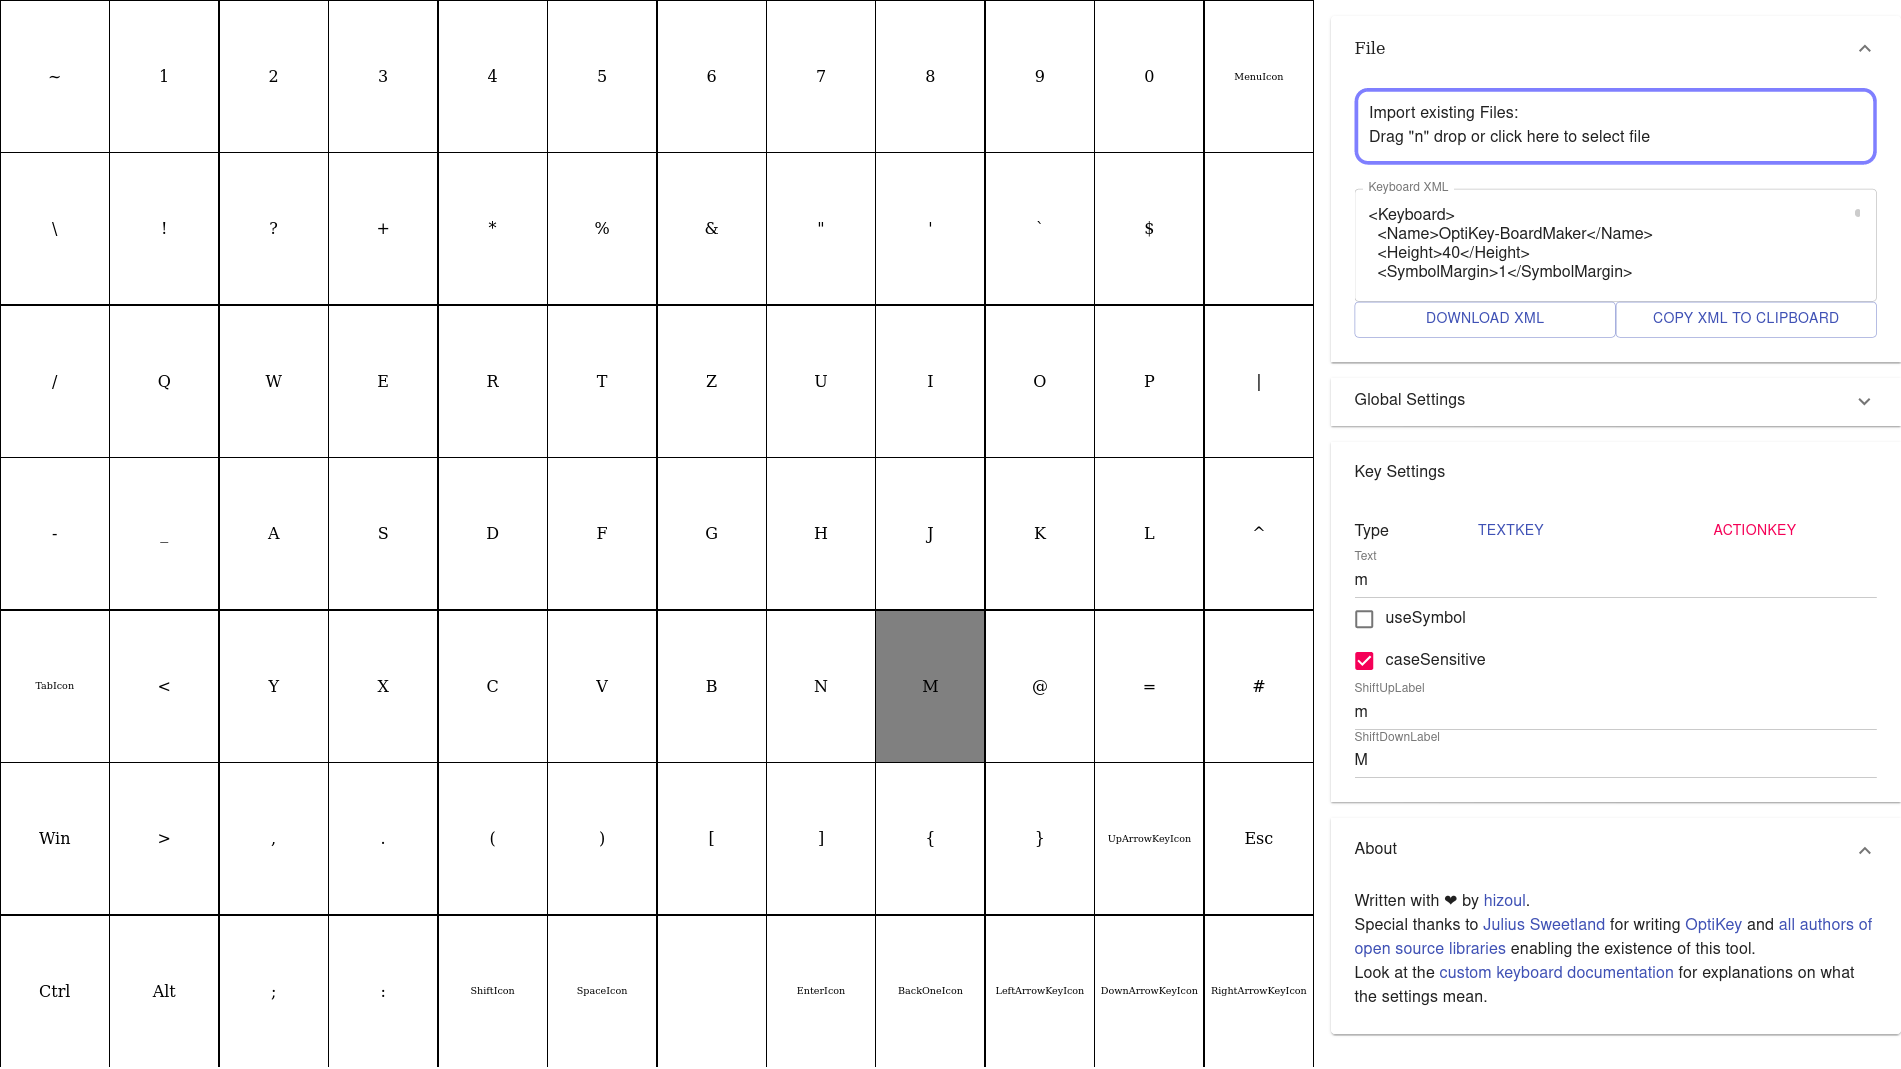 ~ 1 2 3 4 5 6 7 8 9 0 MenuIcon
\ ! ? + * % & " ' ` $
/ Q W E R T Z U I O P |
- _ A S D F G H J K L ^
TabIcon < Y X C V B N M @ = #
Win > , . ( ) [ ] { } UpArrowKeyIcon Esc
Ctrl Alt ; : ShiftIcon SpaceIcon EnterIcon BackOneIcon LeftArrowKeyIcon DownArrowKeyIcon RightArrowKeyIcon
File
Import existing Files:
Drag "n" drop or click here to select file
Keyboard XML
<Keyboard>
<Name>OptiKey-BoardMaker</Name>
<Height>40</Height>
<SymbolMargin>1</SymbolMargin>
DOWNLOAD XML COPY XML TO CLIPBOARD
Global Settings
Key Settings
Type TEXTKEY ACTIONKEY
Text
m
useSymbol
caseSensitive
ShiftUpLabel
m
ShiftDownLabel
M
About
Written with ❤ by hizoul.
Special thanks to Julius Sweetland for writing OptiKey and all authors of
open source libraries enabling the existence of this tool.
Look at the custom keyboard documentation for explanations on what
the settings mean.